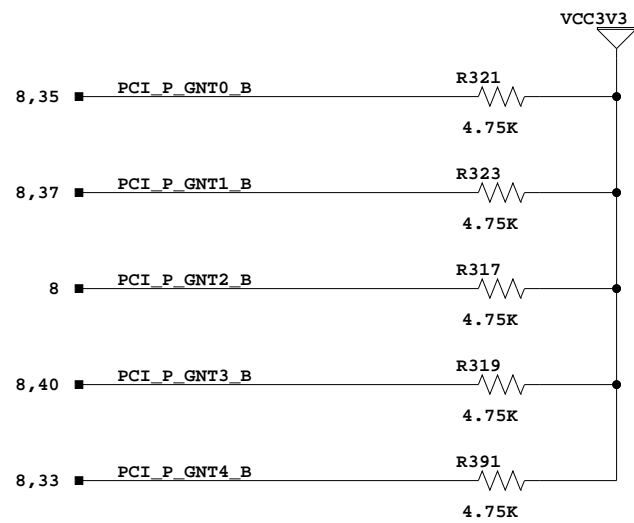 VCC3V3
8,35 PCI_P_GNT0_B R321
4.75K
8,37 PCI_P_GNT1_B R323
4.75K
8 PCI_P_GNT2_B R317
4.75K
8,40 PCI_P_GNT3_B R319
4.75K
8,33 PCI_P_GNT4_B R391
4.75K